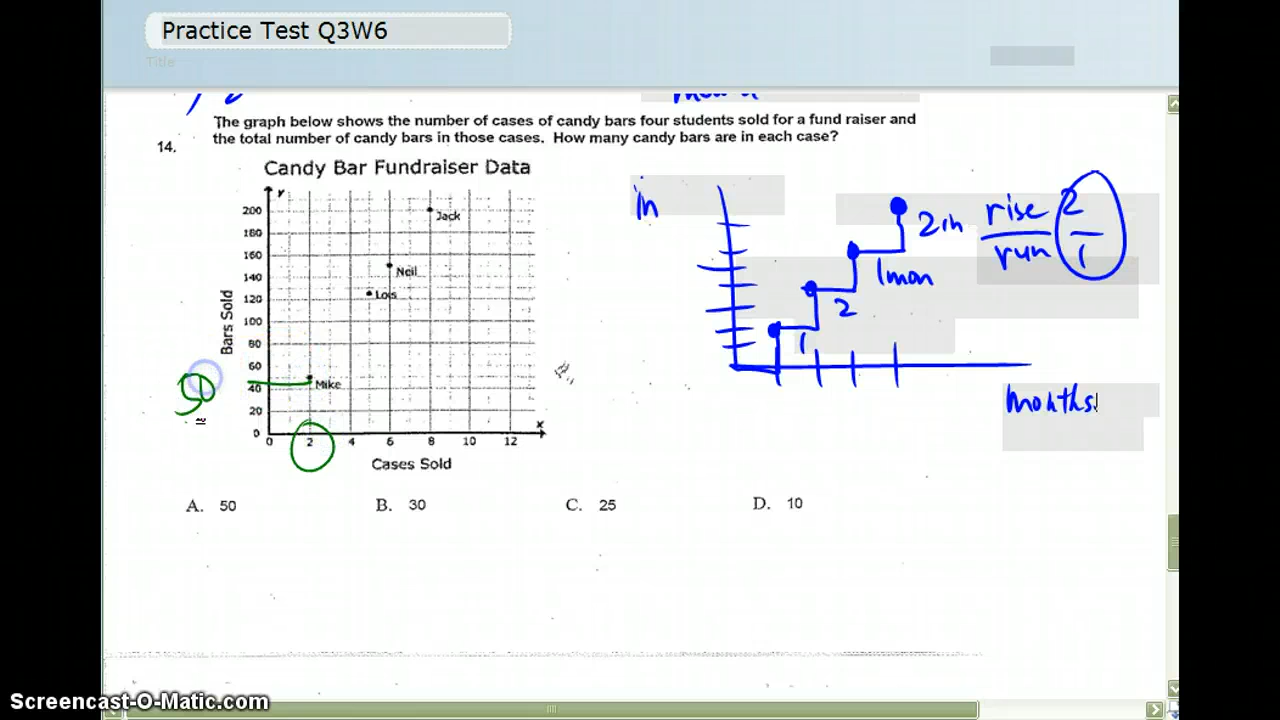 Practice Test Q3W6
Title
The graph below shows the number of cases of candy bars four students sold for a fund raiser and
14. the total number of candy bars in those cases. How many candy bars are in each case?
Candy Bar Fundraiser Data
Y
200
180
160
140
120
100
80
60
40
20
0
Bars Sold
Jack
Neil
Lois
Mike
50
0 2 4 6 8 10 12
x
Cases Sold
in
2in
rise 2
run 1
1mon
2
1
months
A. 50 B. 30 C. 25 D. 10
Screencast-O-Matic.com